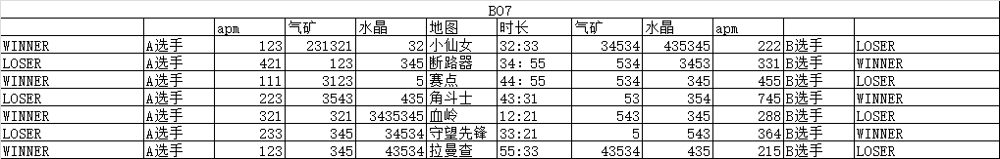 BO7
apm 气矿 水晶 地图 时长 气矿 水晶 apm
WINNER A选手 123 231321 32 小仙女 32:33 34534 435345 222 B选手 LOSER
LOSER A选手 421 123 345 断路器 34：55 534 3453 331 B选手 WINNER
WINNER A选手 111 3123 5 赛点 44：55 534 345 455 B选手 LOSER
LOSER A选手 223 3543 435 角斗士 43:31 53 354 745 B选手 WINNER
WINNER A选手 321 321 3435345 血岭 12:21 543 345 288 B选手 LOSER
LOSER A选手 233 345 34534 守望先锋 33:21 5 543 364 B选手 WINNER
WINNER A选手 123 345 43534 拉曼查 55:33 43534 435 215 B选手 LOSER